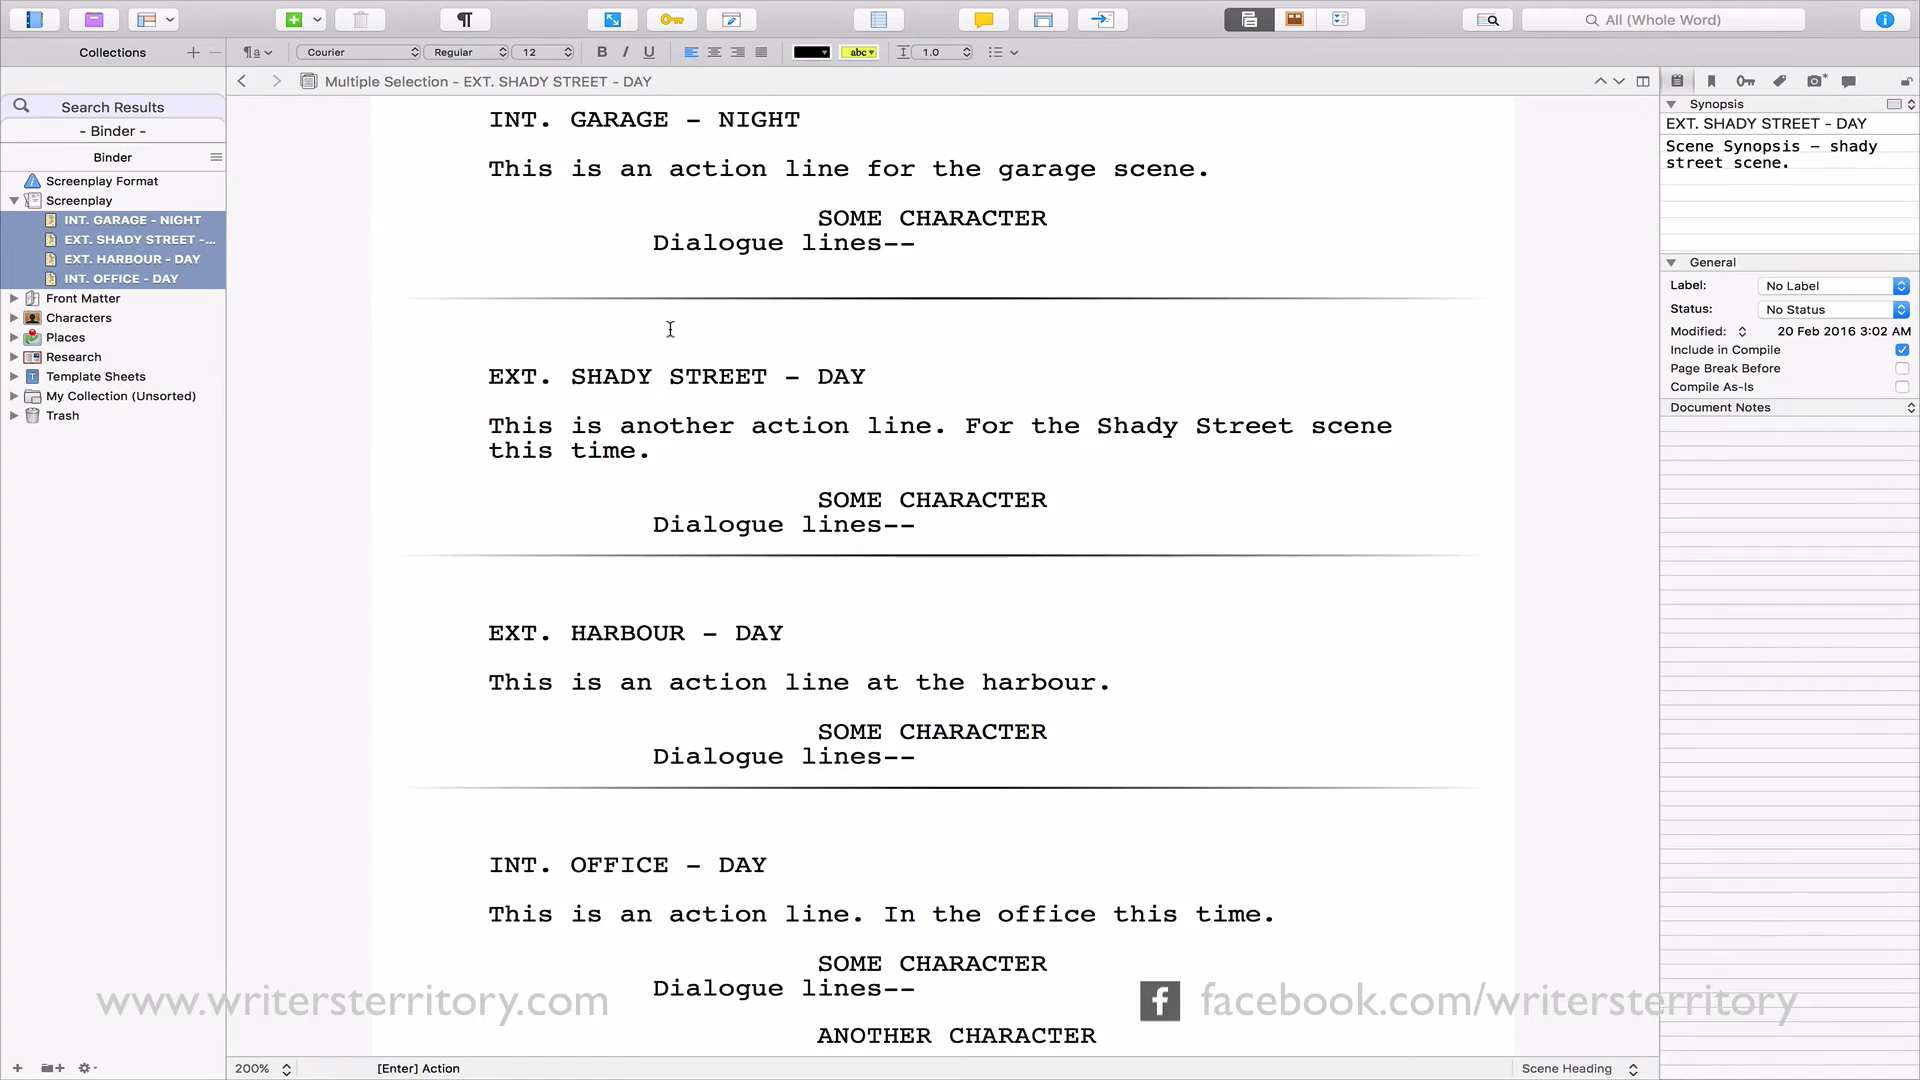 All (Whole Word)
Collections
Courier
Regular
12
B
I
U
abc
1.0
Search Results
- Binder -
Binder
Screenplay Format
Screenplay
INT. GARAGE - NIGHT
EXT. SHADY STREET -...
EXT. HARBOUR - DAY
INT. OFFICE - DAY
Front Matter
Characters
Places
Research
Template Sheets
My Collection (Unsorted)
Trash
Multiple Selection - EXT. SHADY STREET - DAY
INT. GARAGE - NIGHT
This is an action line for the garage scene.
SOME CHARACTER
Dialogue lines--
EXT. SHADY STREET - DAY
This is another action line. For the Shady Street scene
this time.
SOME CHARACTER
Dialogue lines--
EXT. HARBOUR - DAY
This is an action line at the harbour.
SOME CHARACTER
Dialogue lines--
INT. OFFICE - DAY
This is an action line. In the office this time.
SOME CHARACTER
Dialogue lines--
ANOTHER CHARACTER
www.writersterritory.com
facebook.com/writersterritory
200%
[Enter] Action
Scene Heading
Synopsis
EXT. SHADY STREET - DAY
Scene Synopsis - shady
street scene.
General
Label:
No Label
Status:
No Status
Modified:
20 Feb 2016 3:02 AM
Include in Compile
Page Break Before
Compile As-Is
Document Notes